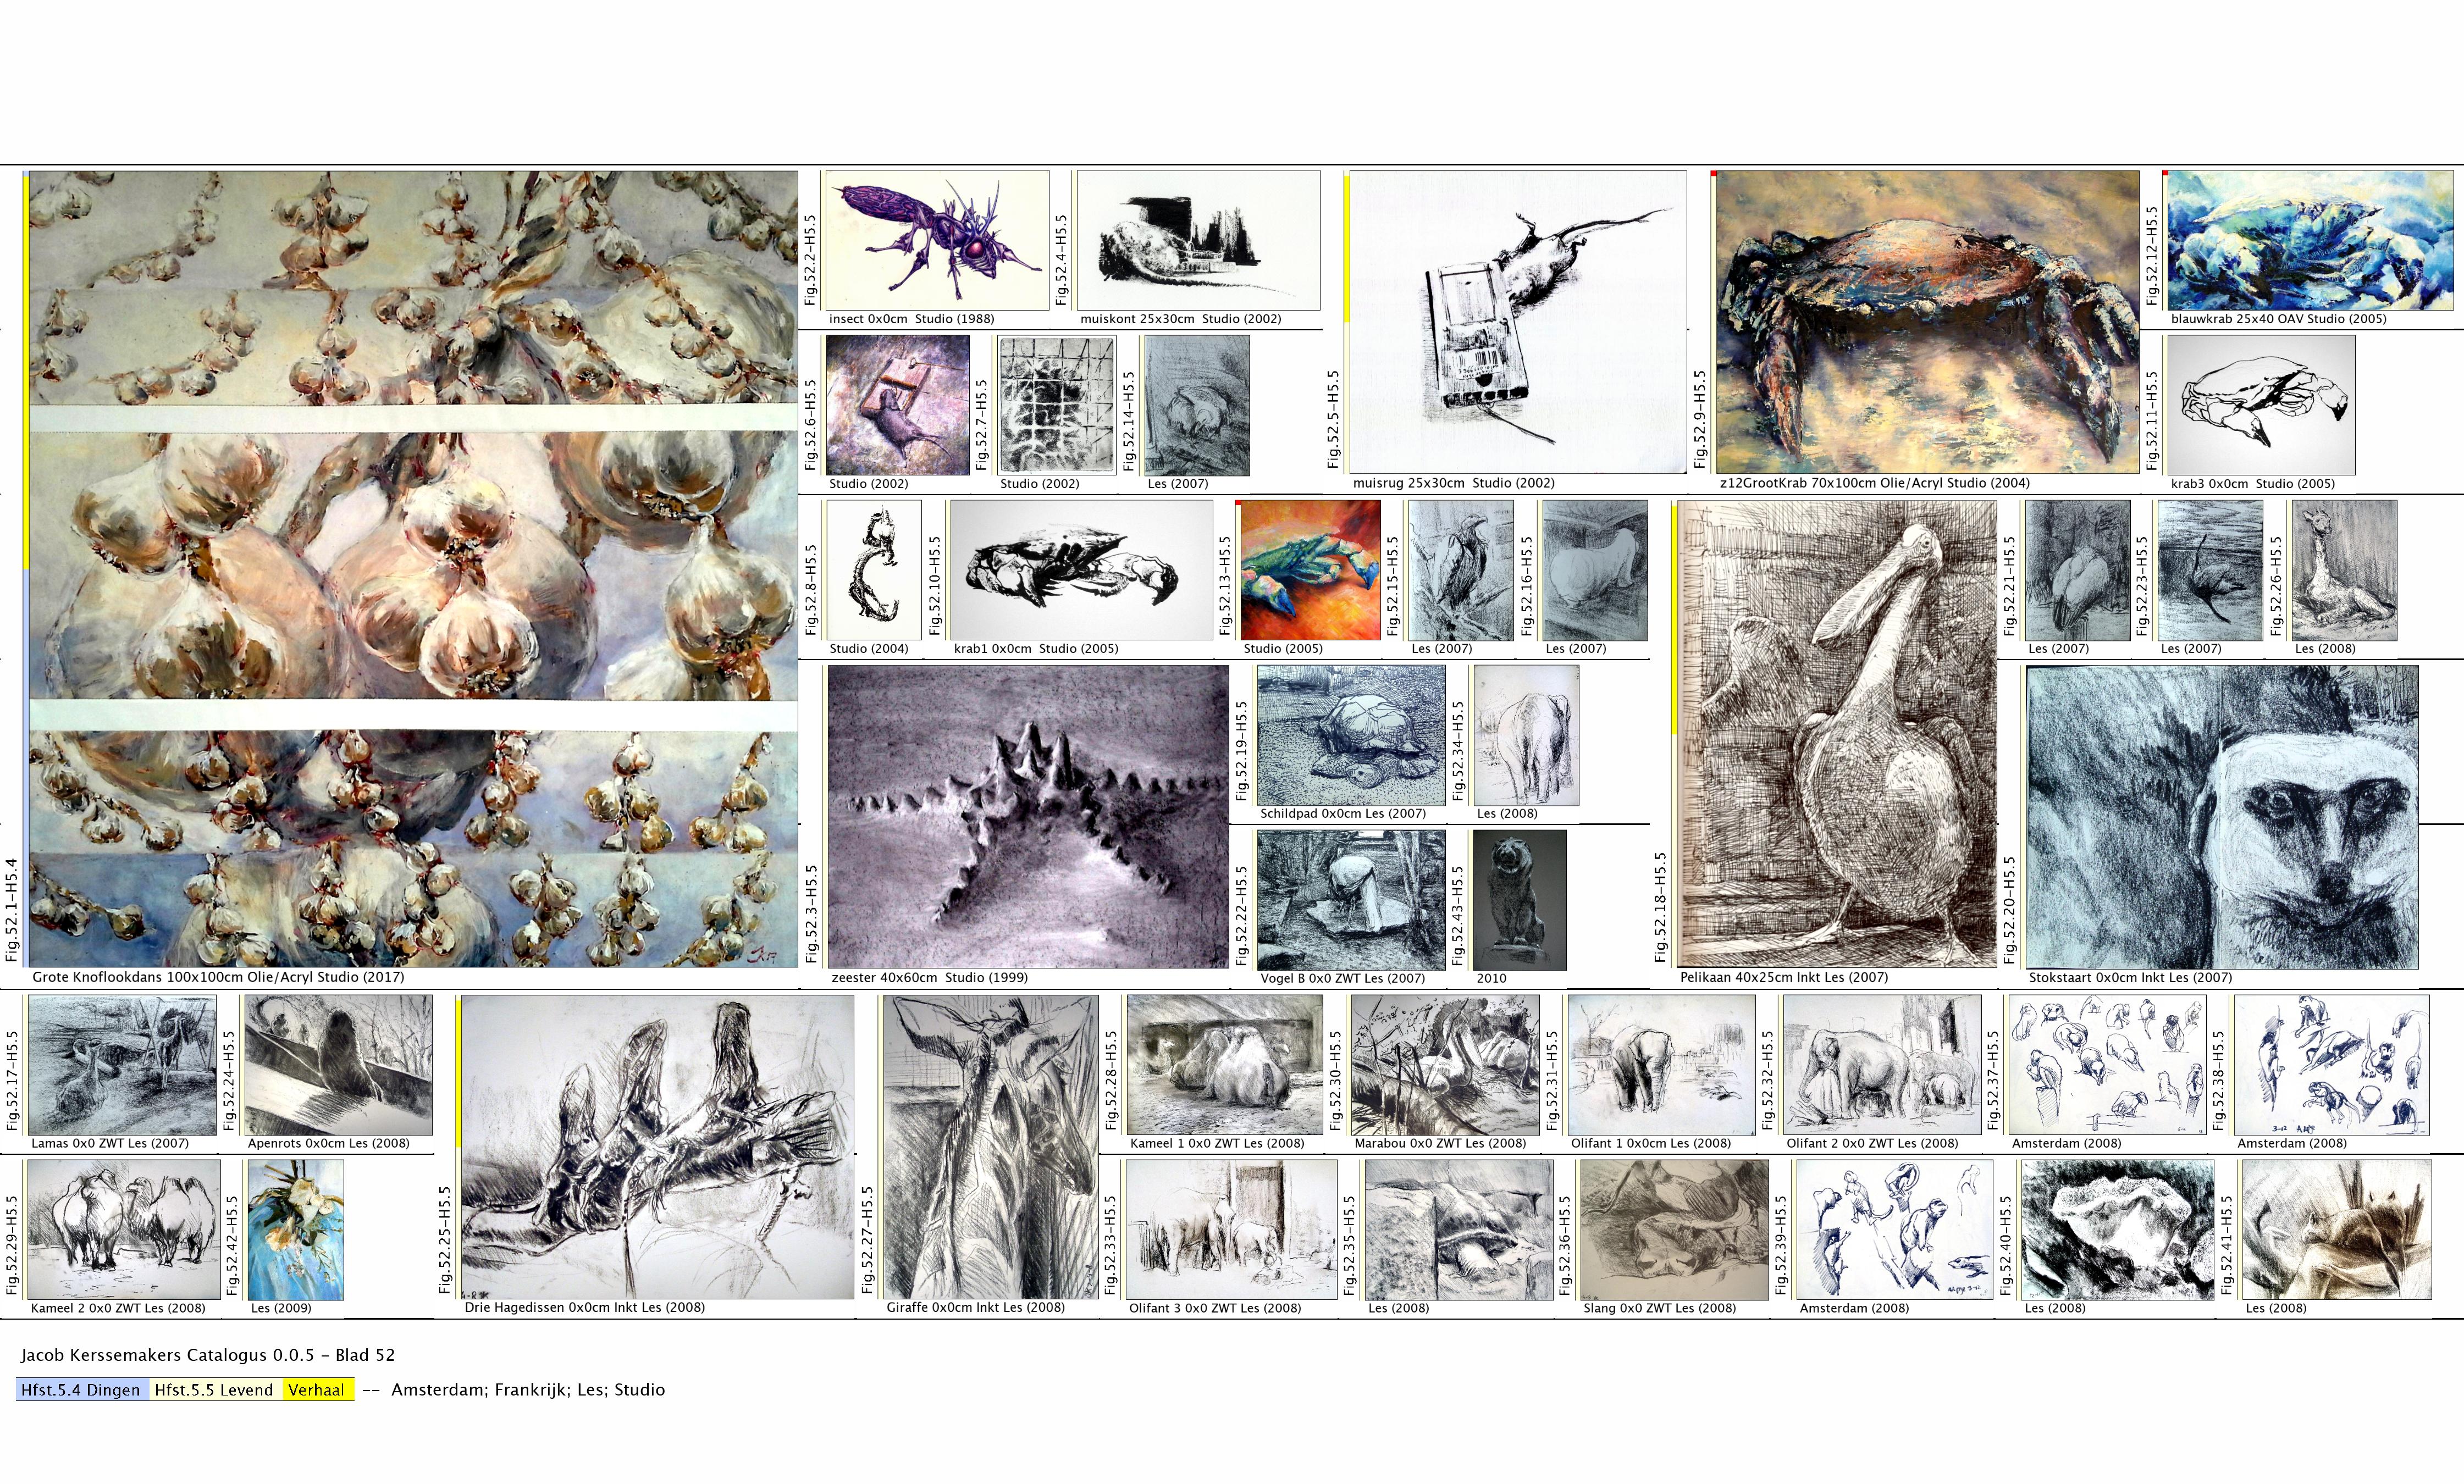 Fig.52.1-H5.4
Grote Knoflookdans 100x100cm Olie/Acryl Studio (2017)
Fig.52.2-H5.5
insect 0x0cm Studio (1988)
Fig.52.4-H5.5
muiskont 25x30cm Studio (2002)
Fig.52.5-H5.5
muisrug 25x30cm Studio (2002)
Fig.52.9-H5.5
z12GrootKrab 70x100cm Olie/Acryl Studio (2004)
Fig.52.12-H5.5
blauwkrab 25x40 OAV Studio (2005)
Fig.52.6-H5.5
Studio (2002)
Fig.52.7-H5.5
Studio (2002)
Fig.52.14-H5.5
Les (2007)
Fig.52.11-H5.5
krab3 0x0cm Studio (2005)
Fig.52.8-H5.5
Studio (2004)
Fig.52.10-H5.5
krab1 0x0cm Studio (2005)
Fig.52.13-H5.5
Studio (2005)
Fig.52.15-H5.5
Les (2007)
Fig.52.16-H5.5
Les (2007)
Fig.52.18-H5.5
Pelikaan 40x25cm Inkt Les (2007)
Fig.52.21-H5.5
Les (2007)
Fig.52.23-H5.5
Les (2007)
Fig.52.26-H5.5
Les (2008)
Fig.52.3-H5.5
zeester 40x60cm Studio (1999)
Fig.52.19-H5.5
Schildpad 0x0cm Les (2007)
Fig.52.34-H5.5
Les (2008)
Fig.52.22-H5.5
Vogel B 0x0 ZWT Les (2007)
Fig.52.43-H5.5
2010
Fig.52.20-H5.5
Stokstaart 0x0cm Inkt Les (2007)
Fig.52.17-H5.5
Lamas 0x0 ZWT Les (2007)
Fig.52.24-H5.5
Apenrots 0x0cm Les (2008)
Fig.52.25-H5.5
Drie Hagedissen 0x0cm Inkt Les (2008)
Fig.52.27-H5.5
Giraffe 0x0cm Inkt Les (2008)
Fig.52.28-H5.5
Kameel 1 0x0 ZWT Les (2008)
Fig.52.30-H5.5
Marabou 0x0 ZWT Les (2008)
Fig.52.31-H5.5
Olifant 1 0x0cm Les (2008)
Fig.52.32-H5.5
Olifant 2 0x0 ZWT Les (2008)
Fig.52.37-H5.5
Amsterdam (2008)
Fig.52.38-H5.5
Amsterdam (2008)
Fig.52.29-H5.5
Kameel 2 0x0 ZWT Les (2008)
Fig.52.42-H5.5
Les (2009)
Fig.52.33-H5.5
Olifant 3 0x0 ZWT Les (2008)
Fig.52.35-H5.5
Les (2008)
Fig.52.36-H5.5
Slang 0x0 ZWT Les (2008)
Fig.52.39-H5.5
Amsterdam (2008)
Fig.52.40-H5.5
Les (2008)
Fig.52.41-H5.5
Les (2008)
Jacob Kerssemakers Catalogus 0.0.5 - Blad 52
Hfst.5.4 Dingen Hfst.5.5 Levend Verhaal -- Amsterdam; Frankrijk; Les; Studio